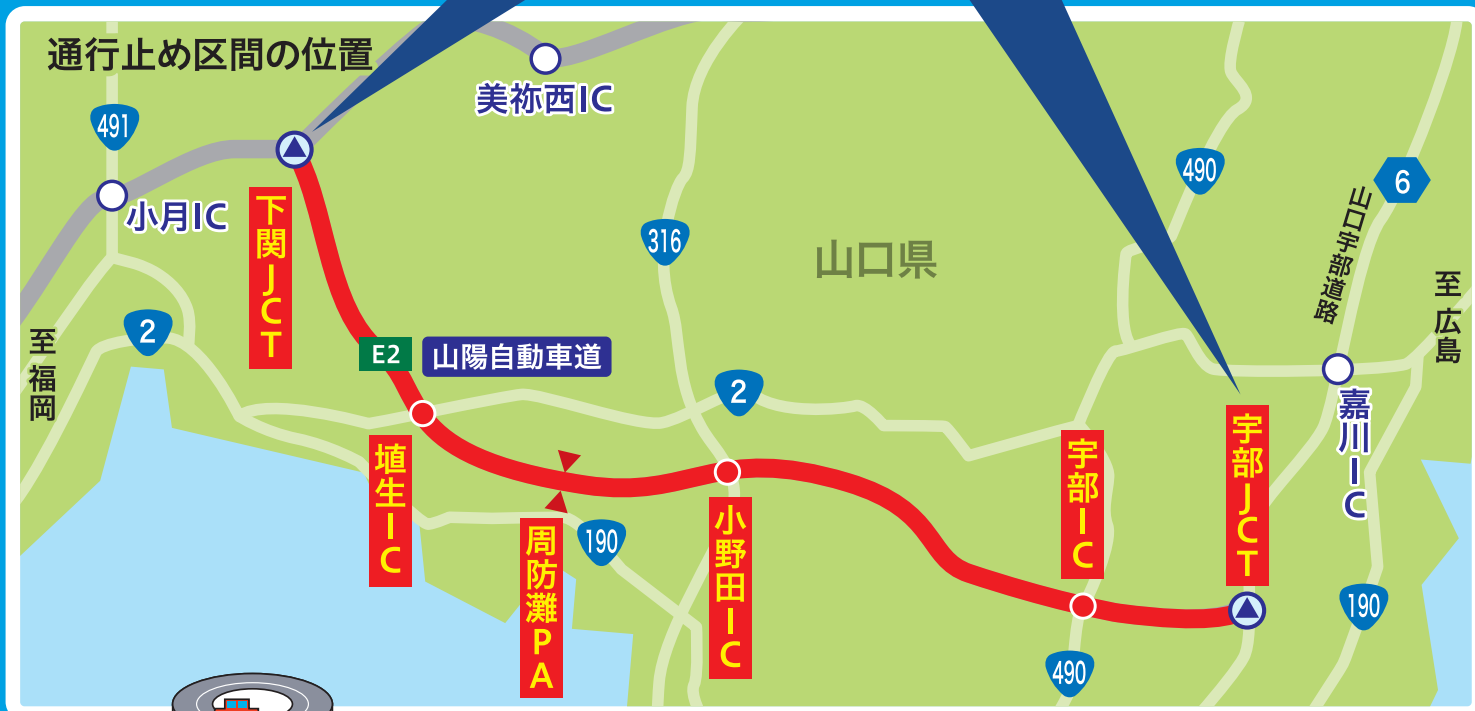 通行止め区間の位置
美祢西IC
491
小月IC
下関JCT
316
山口県
490
6
山口宇部道路
至広島
至福岡
2
E2
山陽自動車道
2
埴生IC
周防灘PA
190
小野田IC
宇部IC
宇部JCT
嘉川IC
490
190